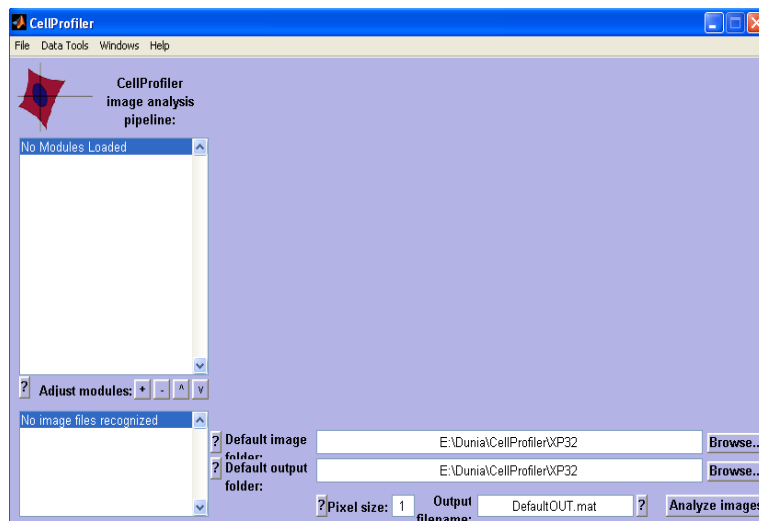 CellProfiler
File Data Tools Windows Help
CellProfiler
image analysis
pipeline:
No Modules Loaded
? Adjust modules: + - ^ v
No image files recognized
? Default image
folder:
E:\Dunia\CellProfiler\XP32 Browse..
? Default output
folder:
E:\Dunia\CellProfiler\XP32 Browse..
? Pixel size: 1 Output
filename:
DefaultOUT.mat ? Analyze images